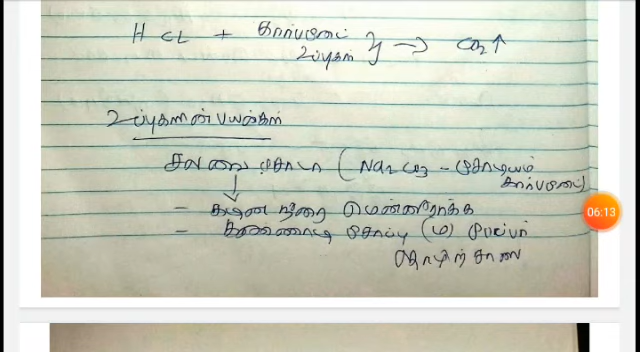 HCl + கார்பனேட்
உப்புகள் } → CO2↑
உப்புகளின் பயன்கள்
சலவை சோடா (Na2CO3 - சோடியம்
கார்பனேட்)
- கடின நீரை மென்நீராக்க
- கண்ணாடி சோப்பு (ம) பேப்பர்
தொழிற்சாலை
06:13